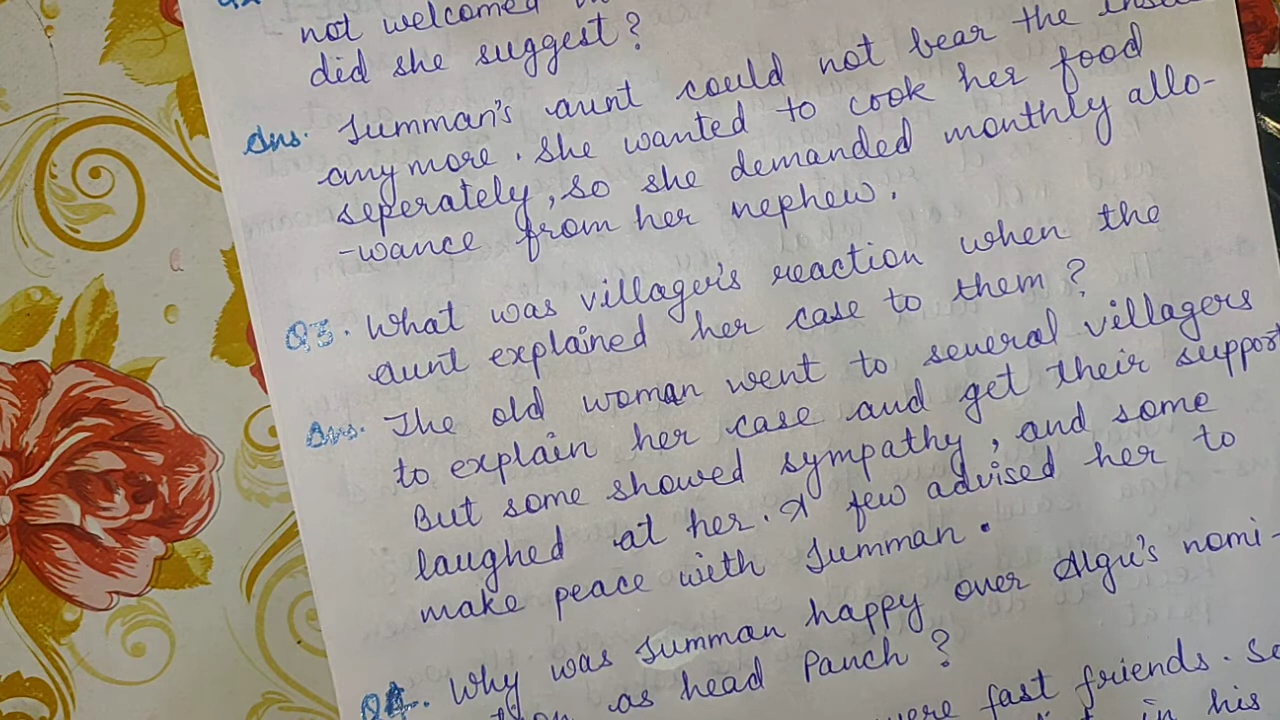 not welcomed
did she suggest?
Ans. Jumman's aunt could not bear the
any more. She wanted to cook her food
seperately, so she demanded monthly allo-
-wance from her nephew.
Q3. What was villager's reaction when the
aunt explained her case to them?
Ans. The old woman went to several villagers
to explain her case and get their support
But some showed sympathy, and some
laughed at her. A few advised her to
make peace with Jumman.
Q4. Why was Jumman happy over Algu's nomi-
as head Panch?
were fast friends. So
in his